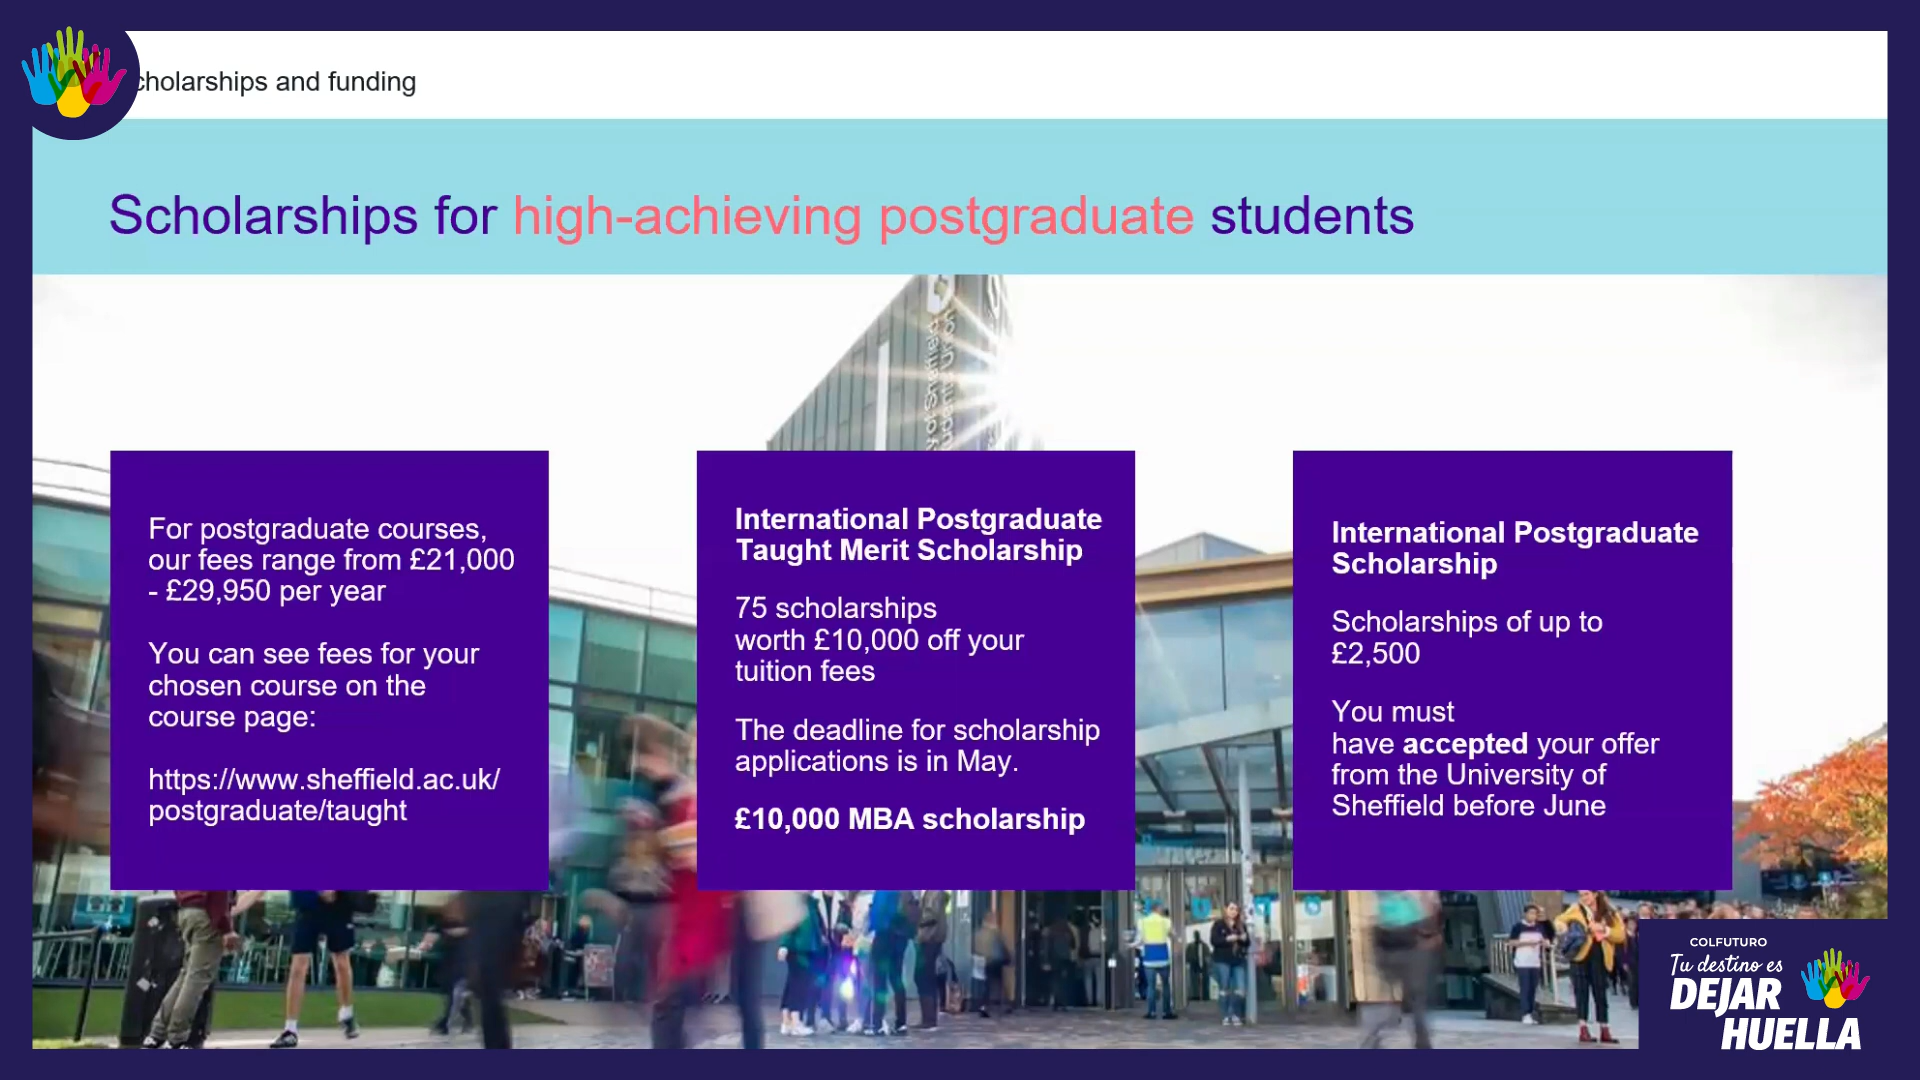 cholarships and funding
Scholarships for high-achieving postgraduate students
For postgraduate courses,
our fees range from £21,000
- £29,950 per year
You can see fees for your
chosen course on the
course page:
https://www.sheffield.ac.uk/
postgraduate/taught
International Postgraduate
Taught Merit Scholarship
75 scholarships
worth £10,000 off your
tuition fees
The deadline for scholarship
applications is in May.
£10,000 MBA scholarship
International Postgraduate
Scholarship
Scholarships of up to
£2,500
You must
have accepted your offer
from the University of
Sheffield before June
y of Sheffield
udents' Union
COLFUTURO
Tu destino es
DEJAR
HUELLA